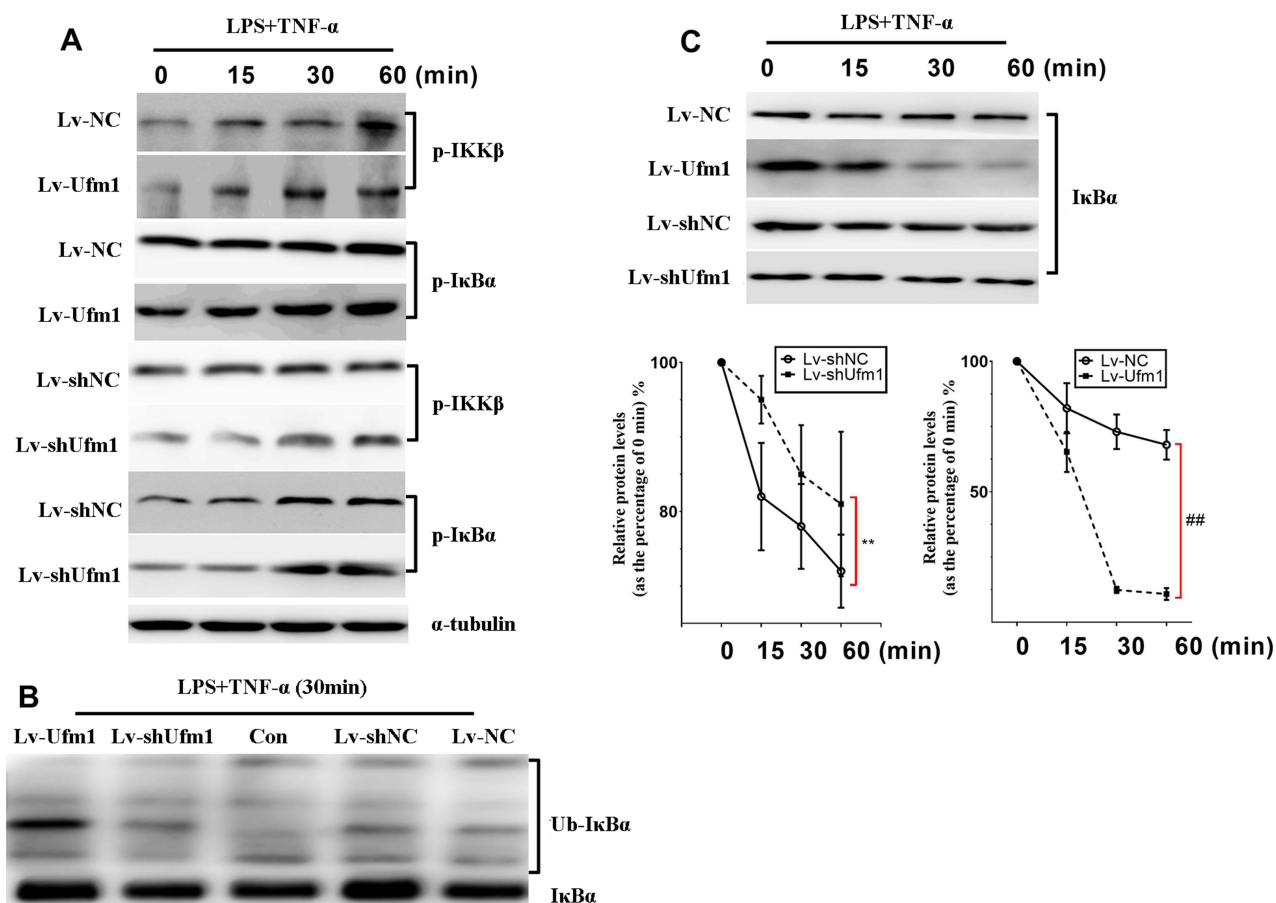 A
LPS+TNF-α
0 15 30 60 (min)
Lv-NC
p-IKKβ
Lv-Ufm1
Lv-NC
p-IκBα
Lv-Ufm1
Lv-shNC
p-IKKβ
Lv-shUfm1
Lv-shNC
p-IκBα
Lv-shUfm1
α-tubulin
B
LPS+TNF-α (30min)
Lv-Ufm1 Lv-shUfm1 Con Lv-shNC Lv-NC
Ub-IκBα
IκBα
C
LPS+TNF-α
0 15 30 60 (min)
Lv-NC
Lv-Ufm1
IκBα
Lv-shNC
Lv-shUfm1
Relative protein levels
(as the percentage of 0 min) %
100
80
Lv-shNC
Lv-shUfm1
**
0 15 30 60 (min)
Relative protein levels
(as the percentage of 0 min) %
100
50
Lv-NC
Lv-Ufm1
##
0 15 30 60 (min)